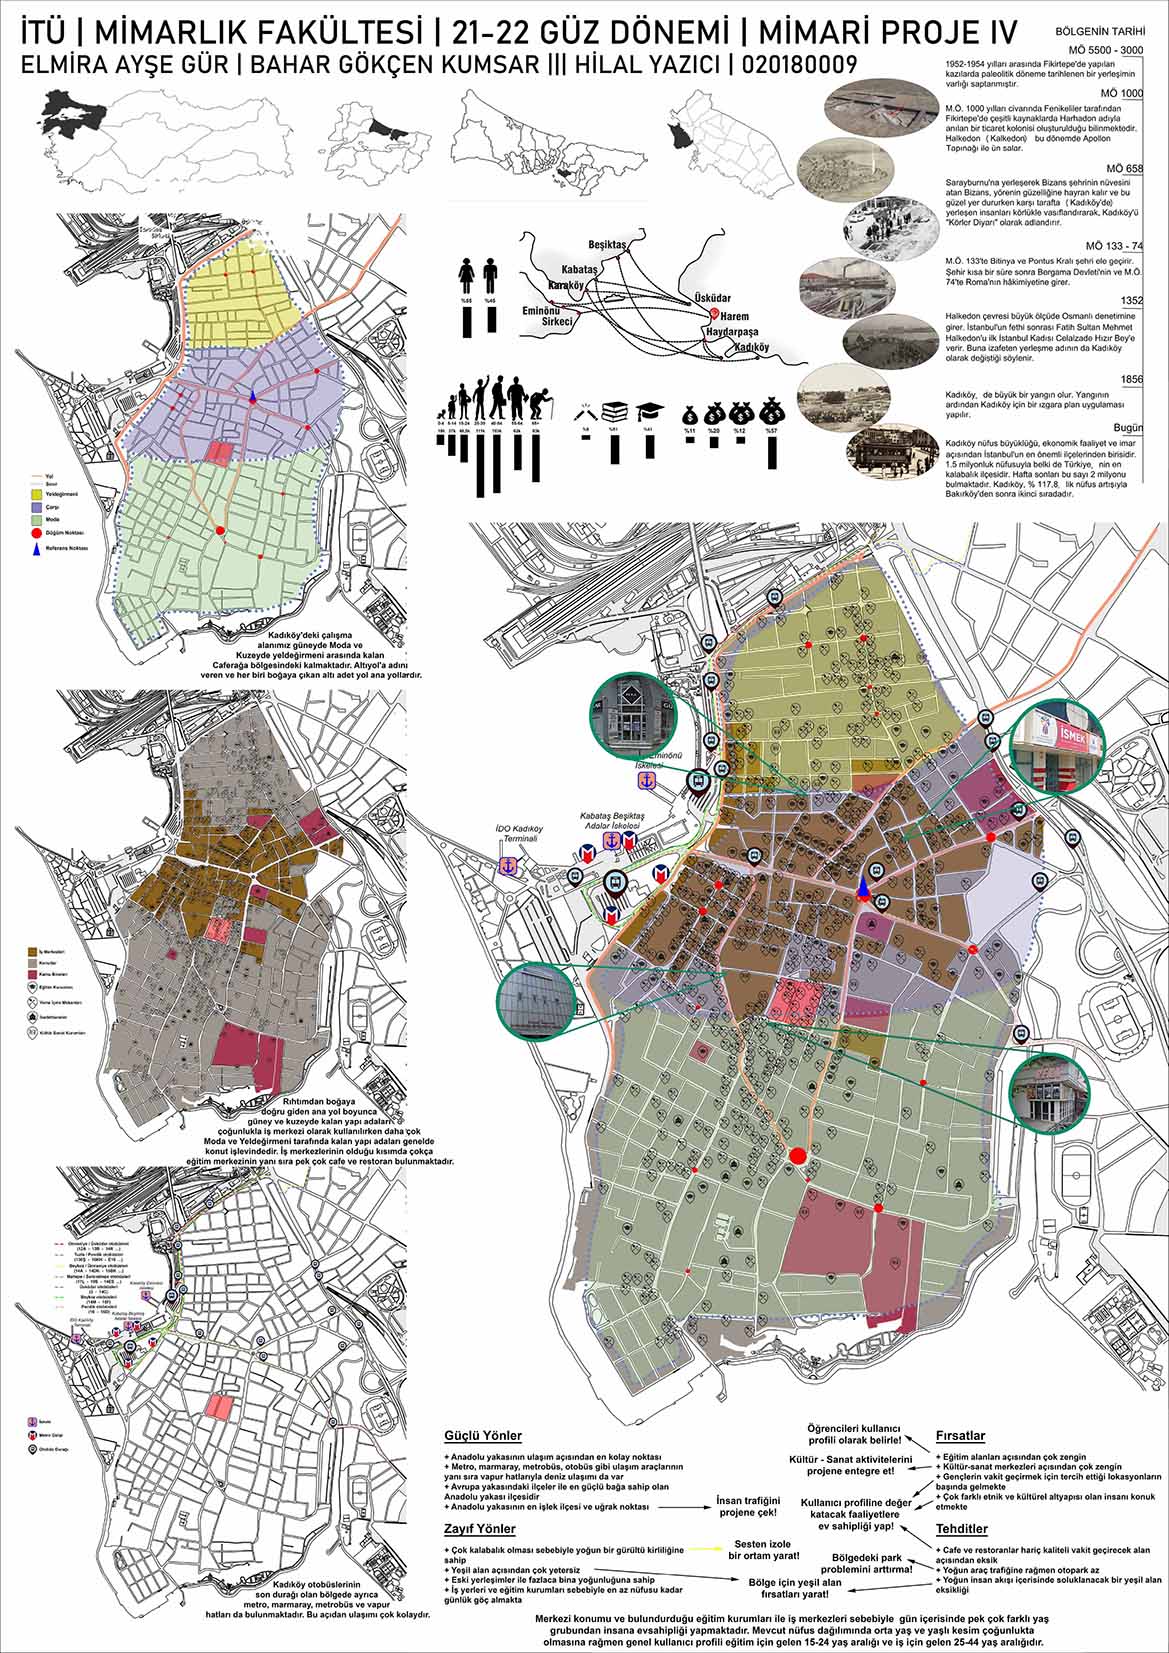 İTÜ | MİMARLIK FAKÜLTESİ | 21-22 GÜZ DÖNEMİ | MİMARİ PROJE IV
ELMİRA AYŞE GÜR | BAHAR GÖKÇEN KUMSAR ||| HİLAL YAZICI | 020180009
BÖLGENİN TARİHİ
MÖ 5500 - 3000
1952-1954 yılları arasında Fikirtepe'de yapılan
kazılarda paleolitik döneme tarihlenen bir yerleşimin
varlığı saptanmıştır.
MÖ 1000
M.Ö. 1000 yılları civarında Fenikeliler tarafından
Fikirtepe'de çeşitli kaynaklarda Harhadon adıyla
anılan bir ticaret kolonisi oluşturulduğu bilinmektedir.
Halkedon ( Kalkedon) bu dönemde Apollon
Tapınağı ile ün salar.
MÖ 658
Sarayburnu'na yerleşerek Bizans şehrinin nüvesini
atan Bizans, yörenin güzelliğine hayran kalır ve bu
güzel yer dururken karşı tarafta ( Kadıköy'de)
yerleşen insanları körlükle vasıflandırarak, Kadıköy'ü
"Körler Diyarı" olarak adlandırır.
MÖ 133 - 74
M.Ö. 133'te Bitinya ve Pontus Kralı şehri ele geçirir.
Şehir kısa bir süre sonra Bergama Devleti'nin ve M.Ö.
74'te Roma'nın hâkimiyetine girer.
1352
Halkedon çevresi büyük ölçüde Osmanlı denetimine
girer. İstanbul'un fethi sonrası Fatih Sultan Mehmet
Halkedon'u ilk İstanbul Kadısı Celalzade Hızır Bey'e
verir. Buna izafeten yerleşme adının da Kadıköy
olarak değiştiği söylenir.
1856
Kadıköy, de büyük bir yangın olur. Yangının
ardından Kadıköy için bir ızgara plan uygulaması
yapılır.
Bugün
Kadıköy nüfus büyüklüğü, ekonomik faaliyet ve imar
açısından İstanbul'un en önemli ilçelerinden birisidir.
1.5 milyonluk nüfusuyla belki de Türkiye, nin en
kalabalık ilçesidir. Hafta sonları bu sayı 2 milyonu
bulmaktadır. Kadıköy, % 117.8, lik nüfus artışıyla
Bakırköy'den sonra ikinci sıradadır.
Beşiktaş
Kabataş
Karaköy
Eminönü
Sirkeci
Üsküdar
Harem
Haydarpaşa
Kadıköy
%55 %45
0-4 5-14 15-24 25-39 40-54 55-64 65+
%11 %20 %12 %57
Yol
Sınır
Yeldeğirmeni
Çarşı
Moda
Düğüm Noktası
Referans Noktası
Kadıköy'deki çalışma
alanımız güneyde Moda ve
Kuzeyde yeldeğirmeni arasında kalan
Caferağa bölgesindeki kalmaktadır. Altıyol'a adını
veren ve her biri boğaya çıkan altı adet yol ana yollardır.
İş Merkezleri
Konutlar
Kamu Binaları
Eğitim Kurumları
Yeme İçme Mekanları
İbadethaneler
Kültür Sanat Kurumları
Rıhtımdan boğaya
doğru giden ana yol boyunca
güney ve kuzeyde kalan yapı adaları
çoğunlukla iş merkezi olarak kullanılırken daha çok
Moda ve Yeldeğirmeni tarafında kalan yapı adaları genelde
konut işlevindedir. İş merkezlerinin olduğu kısımda çokça
eğitim merkezinin yanı sıra pek çok cafe ve restoran bulunmaktadır.
İskele
Metro Girişi
Otobüs Durağı
Kadıköy otobüslerinin
son durağı olan bölgede ayrıca
metro, marmaray, metrobüs ve vapur
hatları da bulunmaktadır. Bu açıdan ulaşımı çok kolaydır.
Eminönü
İskelesi
Kabataş Beşiktaş
Adalar İskelesi
İDO Kadıköy
Terminali
İSMEK
Güçlü Yönler
+ Anadolu yakasının ulaşım açısından en kolay noktası
+ Metro, marmaray, metrobüs, otobüs gibi ulaşım araçlarının
yanı sıra vapur hatlarıyla deniz ulaşımı da var
+ Avrupa yakasındaki ilçeler ile en güçlü bağa sahip olan
Anadolu yakası ilçesidir
+ Anadolu yakasının en işlek ilçesi ve uğrak noktası
İnsan trafiğini
projene çek!
Zayıf Yönler
+ Çok kalabalık olması sebebiyle yoğun bir gürültü kirliliğine
sahip
+ Yeşil alan açısından çok yetersiz
+ Eski yerleşimler ile fazlaca bina yoğunluğuna sahip
+ İş yerleri ve eğitim kurumları sebebiyle en az nüfusu kadar
günlük göç almakta
Sesten izole
bir ortam yarat!
Öğrencileri kullanıcı
profili olarak belirle!
Kültür - Sanat aktivitelerini
projene entegre et!
Kullanıcı profiline değer
katacak faaliyetlere
ev sahipliği yap!
Bölgedeki park
problemini arttırma!
Bölge için yeşil alan
fırsatları yarat!
Fırsatlar
+ Eğitim alanları açısından çok zengin
+ Kültür-sanat merkezleri açısından çok zengin
+ Gençlerin vakit geçirmek için tercih ettiği lokasyonların
başında gelmekte
+ Çok farklı etnik ve kültürel altyapısı olan insanı konuk
etmekte
Tehditler
+ Cafe ve restoranlar hariç kaliteli vakit geçirecek alan
açısından eksik
+ Yoğun araç trafiğine rağmen otopark az
+ Yoğun insan akışı içerisinde soluklanacak bir yeşil alan
eksikliği
Merkezi konumu ve bulundurduğu eğitim kurumları ile iş merkezleri sebebiyle gün içerisinde pek çok farklı yaş
grubundan insana evsahipliği yapmaktadır. Mevcut nüfus dağılımında orta yaş ve yaşlı kesim çoğunlukta
olmasına rağmen genel kullanıcı profili eğitim için gelen 15-24 yaş aralığı ve iş için gelen 25-44 yaş aralığıdır.